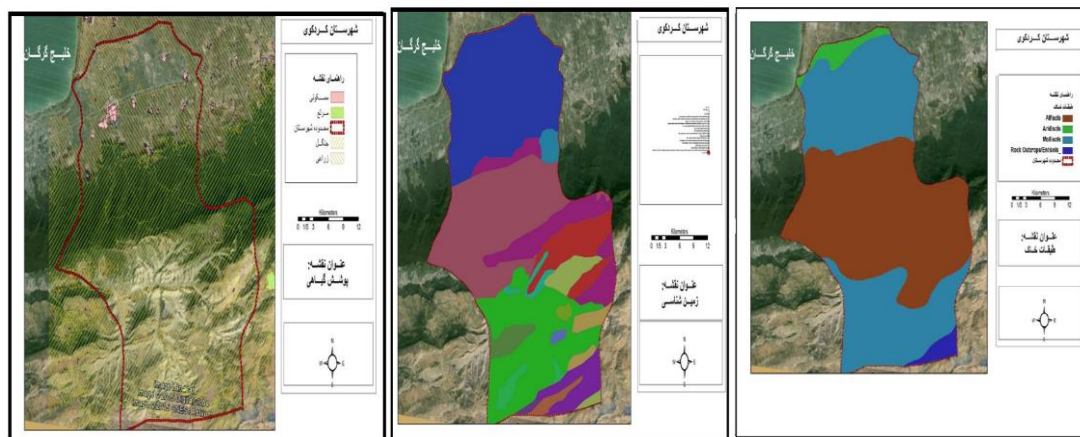 خلیج گرگان
شهرستان کردکوی
راهنمای نقشه
مسکونی
مراتع
محدوده شهرستان
جنگل
زراعی
Kilometers
0 1.5 3 6 9 12
عنوان نقشه:
پوشش گیاهی
N
W E
S
خلیج گرگان
شهرستان کردکوی
Kilometers
0 1.5 3 6 9 12
عنوان نقشه:
زمین شناسی
N
W E
S
خلیج گرگان
شهرستان کردکوی
راهنمای نقشه
طبقات خاک
Alfisols
Aridisols
Mollisols
Rock Outcrops/Entisols
محدوده شهرستان
Kilometers
0 1.5 3 6 9 12
عنوان نقشه:
طبقات خاک
N
W E
S